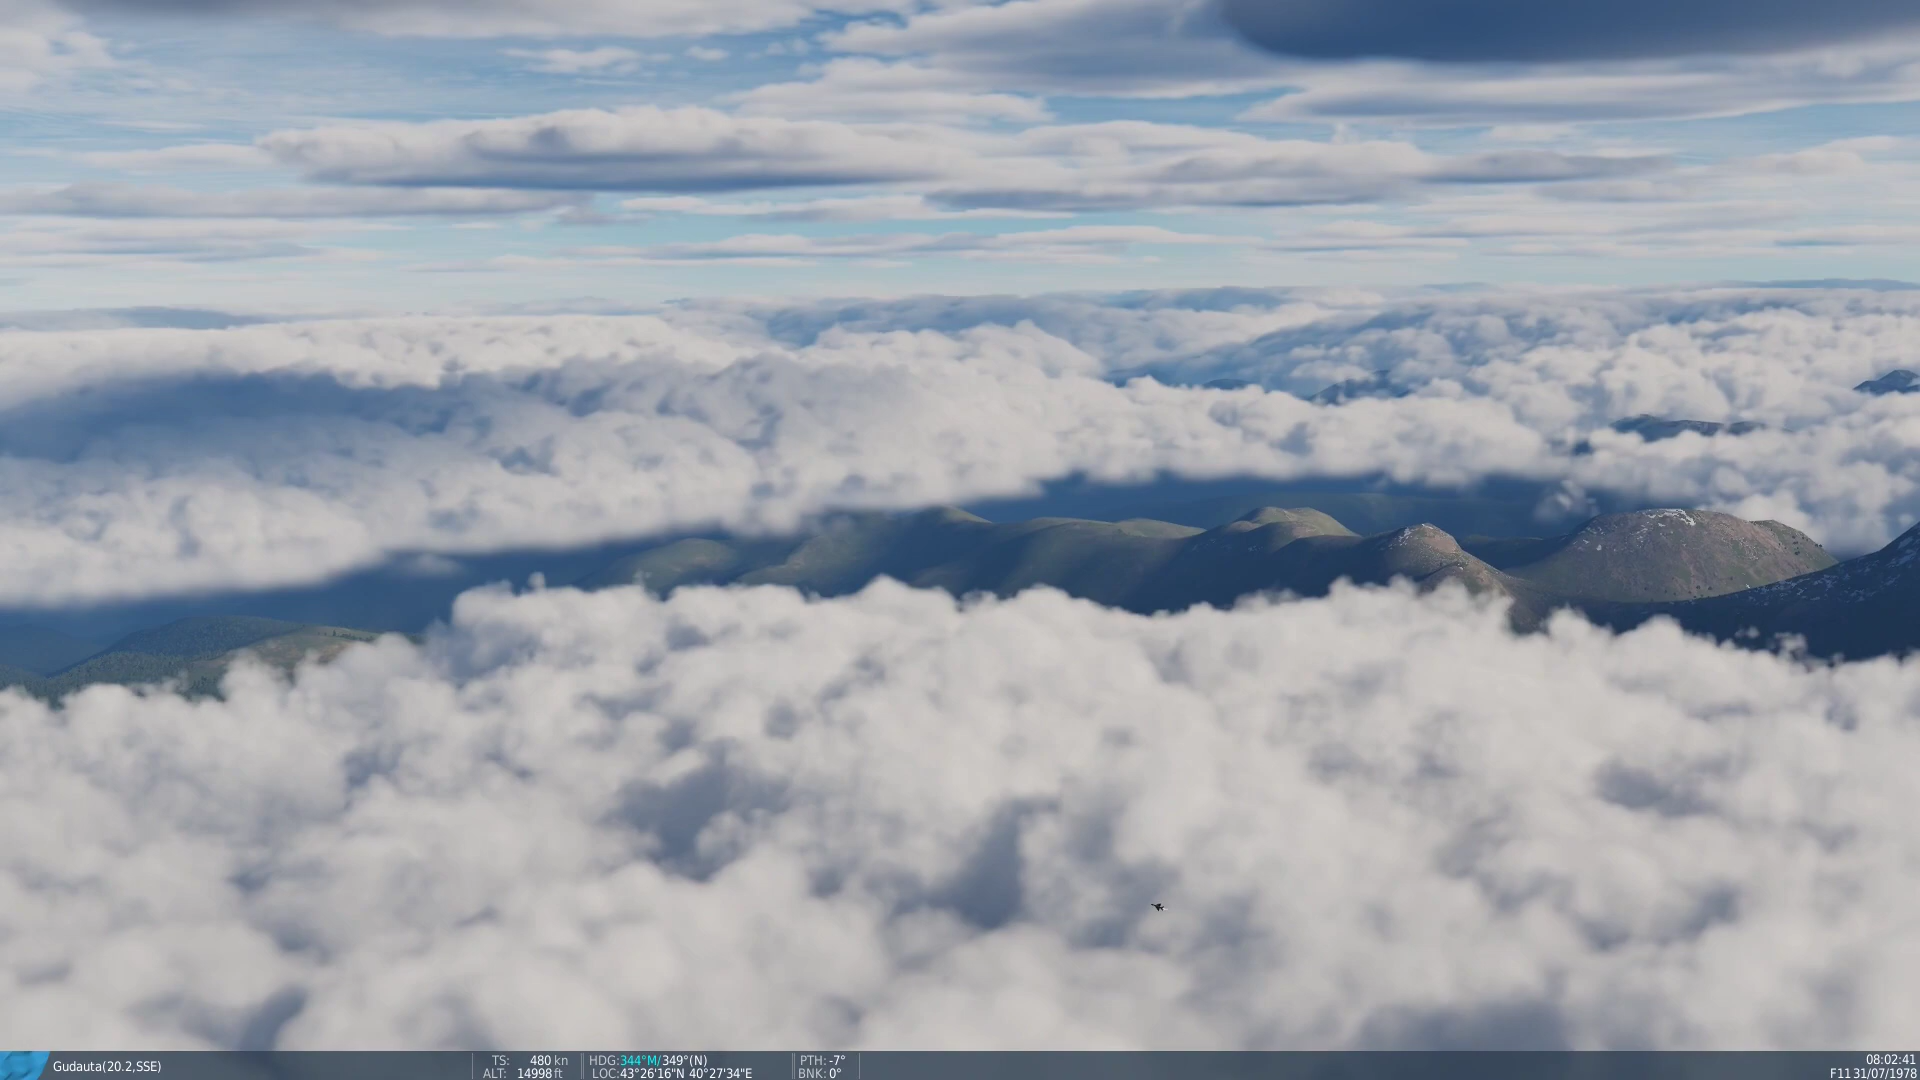 Gudauta(20.2,SSE)
TS: 480 kn HDG:344°M/349°(N) PTH: -7°
ALT: 14998 ft LOC:43°26'16"N 40°27'34"E BNK: 0°
08:02:41
F11 31/07/1978